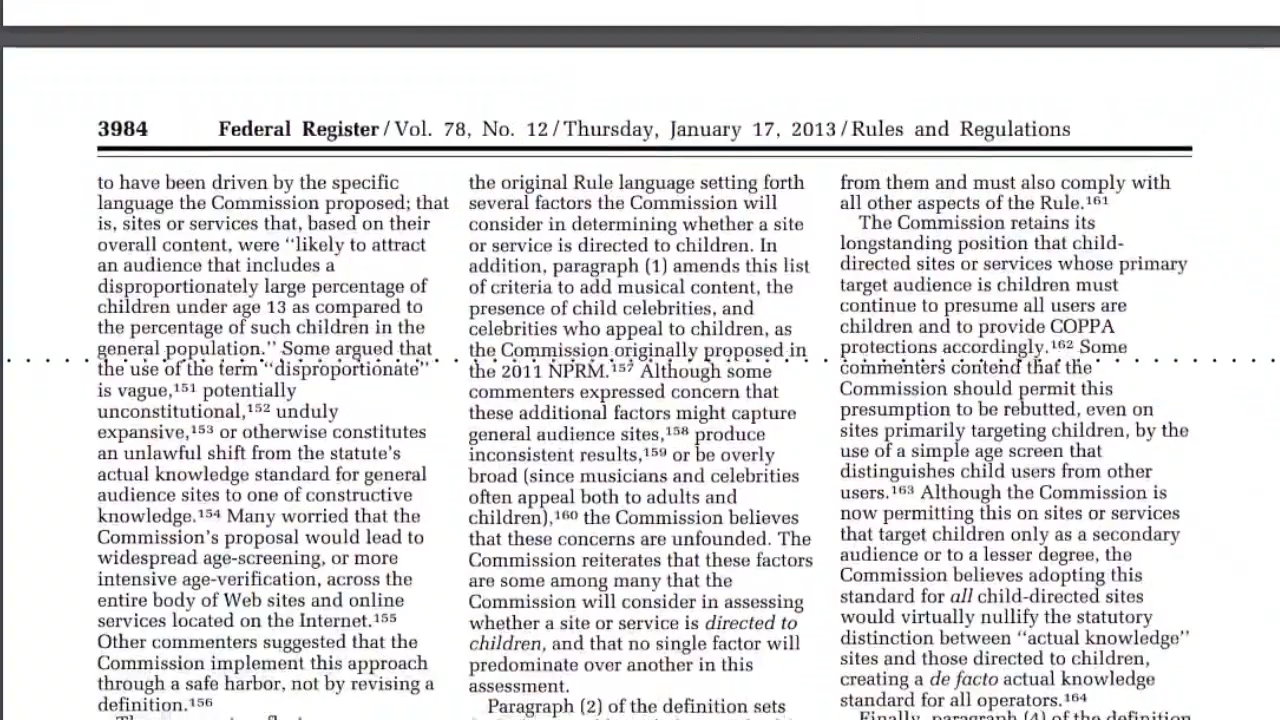 3984 Federal Register / Vol. 78, No. 12 / Thursday, January 17, 2013 / Rules and Regulations
to have been driven by the specific
language the Commission proposed; that
is, sites or services that, based on their
overall content, were ‘‘likely to attract
an audience that includes a
disproportionately large percentage of
children under age 13 as compared to
the percentage of such children in the
general population.’’ Some argued that
the use of the term ‘‘disproportionate’’
is vague,151 potentially
unconstitutional,152 unduly
expansive,153 or otherwise constitutes
an unlawful shift from the statute's
actual knowledge standard for general
audience sites to one of constructive
knowledge.154 Many worried that the
Commission's proposal would lead to
widespread age-screening, or more
intensive age-verification, across the
entire body of Web sites and online
services located on the Internet.155
Other commenters suggested that the
Commission implement this approach
through a safe harbor, not by revising a
definition.156
the original Rule language setting forth
several factors the Commission will
consider in determining whether a site
or service is directed to children. In
addition, paragraph (1) amends this list
of criteria to add musical content, the
presence of child celebrities, and
celebrities who appeal to children, as
the Commission originally proposed in
the 2011 NPRM.157 Although some
commenters expressed concern that
these additional factors might capture
general audience sites,158 produce
inconsistent results,159 or be overly
broad (since musicians and celebrities
often appeal both to adults and
children),160 the Commission believes
that these concerns are unfounded. The
Commission reiterates that these factors
are some among many that the
Commission will consider in assessing
whether a site or service is directed to
children, and that no single factor will
predominate over another in this
assessment.
Paragraph (2) of the definition sets
from them and must also comply with
all other aspects of the Rule.161
The Commission retains its
longstanding position that child-
directed sites or services whose primary
target audience is children must
continue to presume all users are
children and to provide COPPA
protections accordingly.162 Some
commenters contend that the
Commission should permit this
presumption to be rebutted, even on
sites primarily targeting children, by the
use of a simple age screen that
distinguishes child users from other
users.163 Although the Commission is
now permitting this on sites or services
that target children only as a secondary
audience or to a lesser degree, the
Commission believes adopting this
standard for all child-directed sites
would virtually nullify the statutory
distinction between ‘‘actual knowledge’’
sites and those directed to children,
creating a de facto actual knowledge
standard for all operators.164
Finally, paragraph (4) of the definition